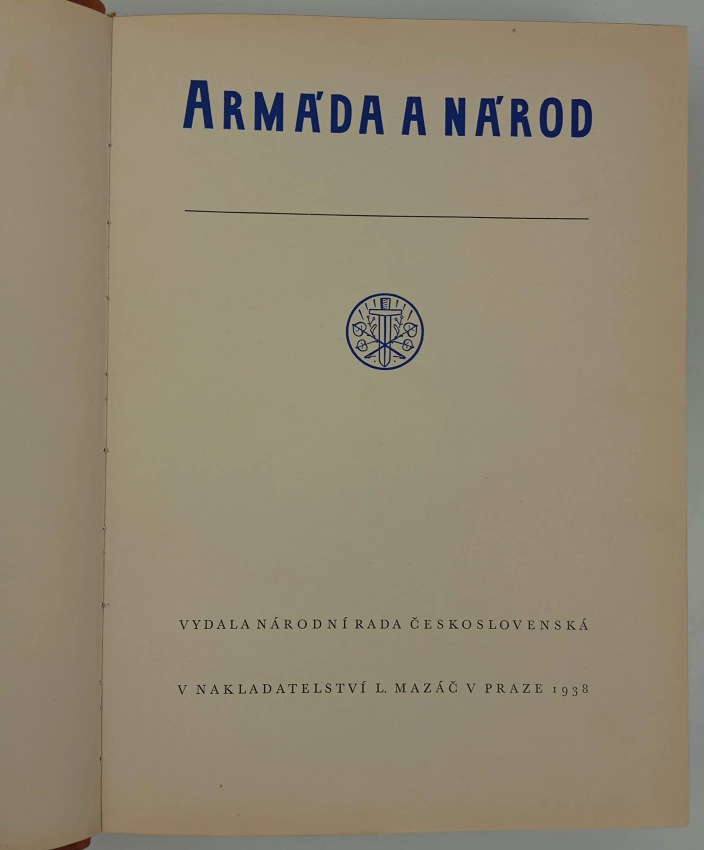 ARMÁDA A NÁROD
VYDALA NÁRODNÍ RADA ČESKOSLOVENSKÁ
V NAKLADATELSTVÍ L. MAZÁČ V PRAZE 1938